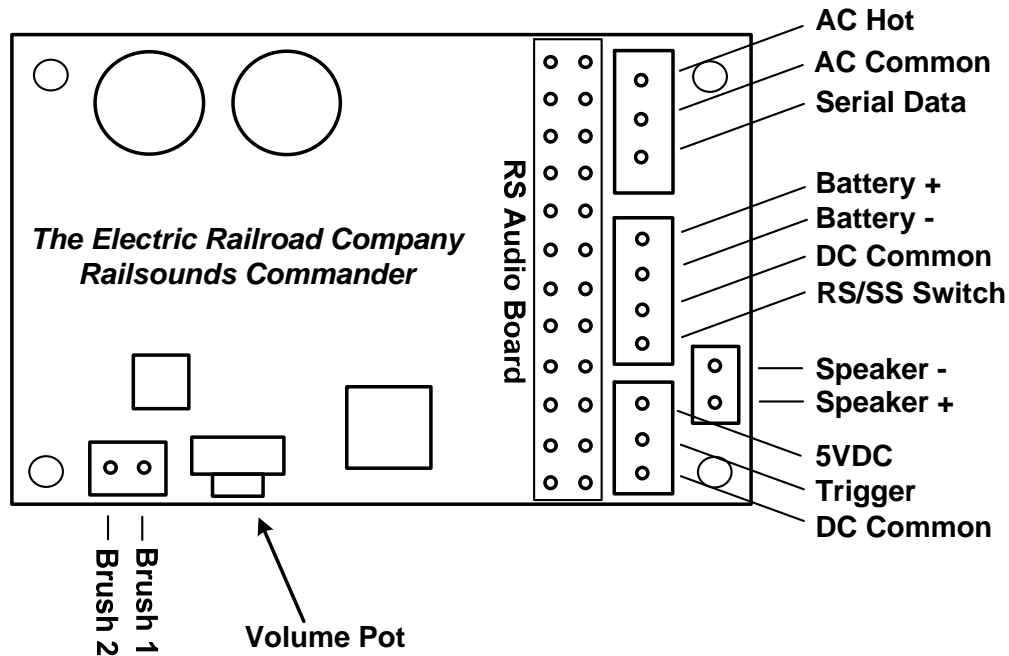 AC Hot
AC Common
Serial Data
Battery +
Battery -
DC Common
RS/SS Switch
RS Audio Board
The Electric Railroad Company
Railsounds Commander
Speaker -
Speaker +
5VDC
Trigger
DC Common
Brush 1
Brush 2
Volume Pot